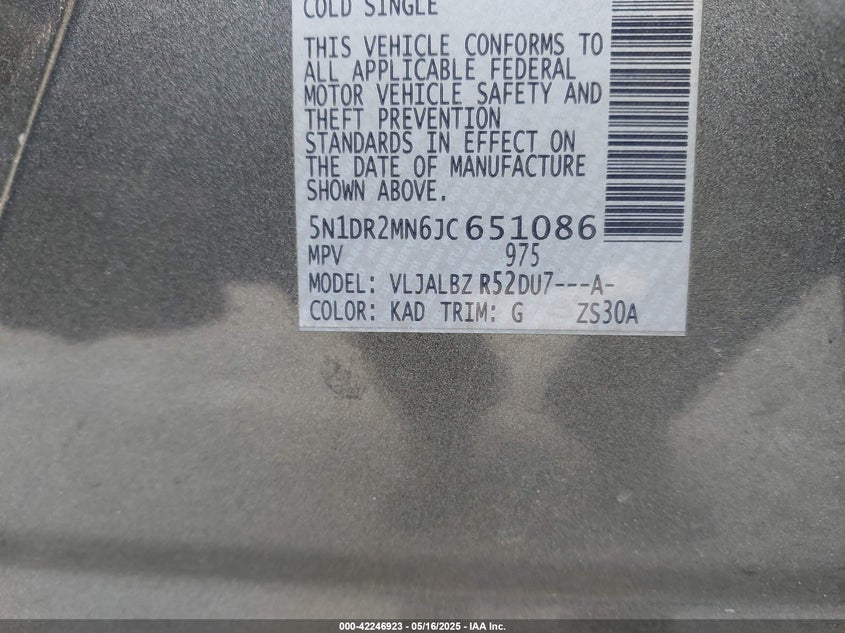 COLD SINGLE
THIS VEHICLE CONFORMS TO
ALL APPLICABLE FEDERAL
MOTOR VEHICLE SAFETY AND
THEFT PREVENTION
STANDARDS IN EFFECT ON
THE DATE OF MANUFACTURE
SHOWN ABOVE.
5N1DR2MN6JC651086
MPV 975
MODEL: VLJALBZ R52DU7---A-
COLOR: KAD TRIM: G ZS30A
000-42246923 - 05/16/2025 - IAA Inc.